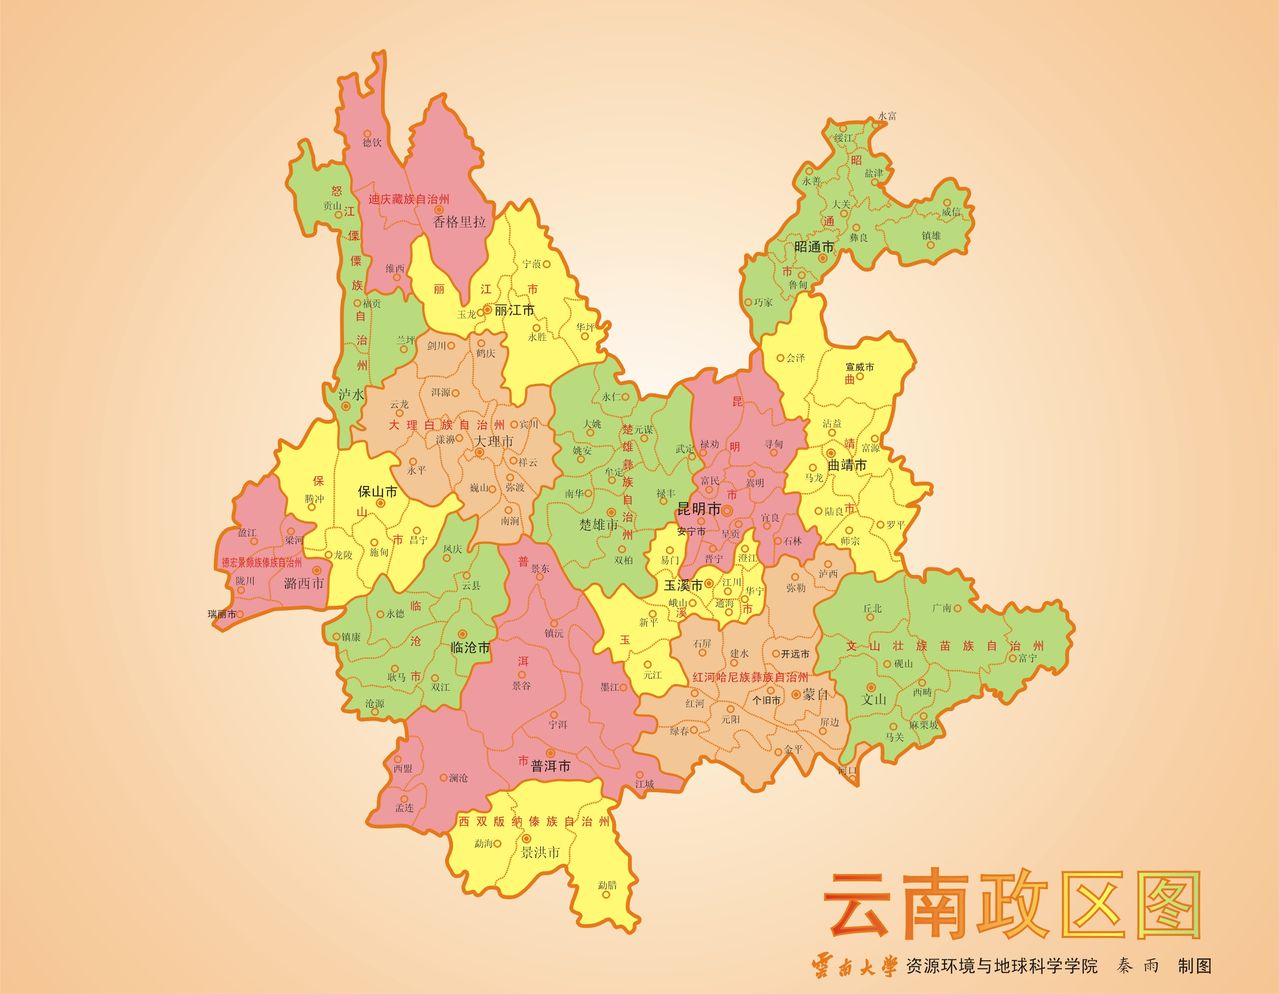 水富
绥江
昭
盐津
永善
大关
威信
通
彝良
镇雄
昭通市
市
鲁甸
巧家
德钦
怒
贡山
江
迪庆藏族自治州
香格里拉
傈
僳
族
维西
福贡
自
治
州
兰坪
泸水
宁蒗
丽 江 市
玉龙
丽江市
永胜
华坪
剑川
鹤庆
洱源
云龙
大理白族自治州
宾川
漾濞
大理市
永平
祥云
巍山
弥渡
南涧
会泽
宣威市
曲
沾益
靖
富源
曲靖市
马龙
市
陆良
罗平
师宗
永仁
大姚
元谋
楚
雄
彝
族
自
治
州
姚安
武定
牟定
南华
禄丰
楚雄市
双柏
昆
禄劝
明
寻甸
富民
嵩明
市
昆明市
宜良
安宁市
呈贡
石林
晋宁
保
腾冲
保山市
山
市
昌宁
施甸
龙陵
盈江
梁河
德宏景颇族傣族自治州
陇川
潞西市
瑞丽市
凤庆
云县
临
永德
沧
镇康
临沧市
耿马
市
双江
沧源
普
景东
镇沅
洱
景谷
墨江
宁洱
市
普洱市
西盟
澜沧
孟连
江城
易门
澄江
玉溪市
江川
华宁
峨山
通海
溪
市
新平
玉
元江
泸西
弥勒
石屏
建水
开远市
红河哈尼族彝族自治州
红河
个旧市
蒙自
元阳
屏边
绿春
金平
河口
丘北
广南
文山壮族苗族自治州
砚山
富宁
文山
西畴
麻栗坡
马关
西双版纳傣族自治州
勐海
景洪市
勐腊
云南政区图
雲南大学 资源环境与地球科学学院 秦雨 制图